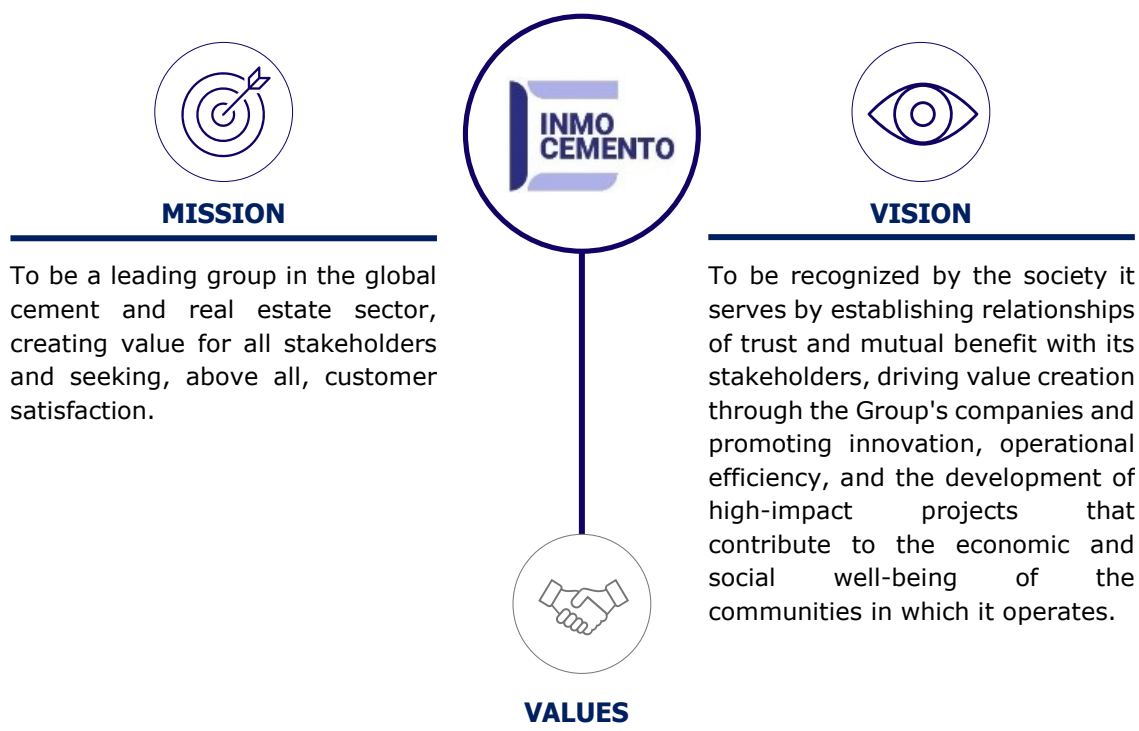 INMO
CEMENTO
MISSION
To be a leading group in the global
cement and real estate sector,
creating value for all stakeholders
and seeking, above all, customer
satisfaction.
VISION
To be recognized by the society it
serves by establishing relationships
of trust and mutual benefit with its
stakeholders, driving value creation
through the Group's companies and
promoting innovation, operational
efficiency, and the development of
high-impact projects that
contribute to the economic and
social well-being of the
communities in which it operates.
VALUES